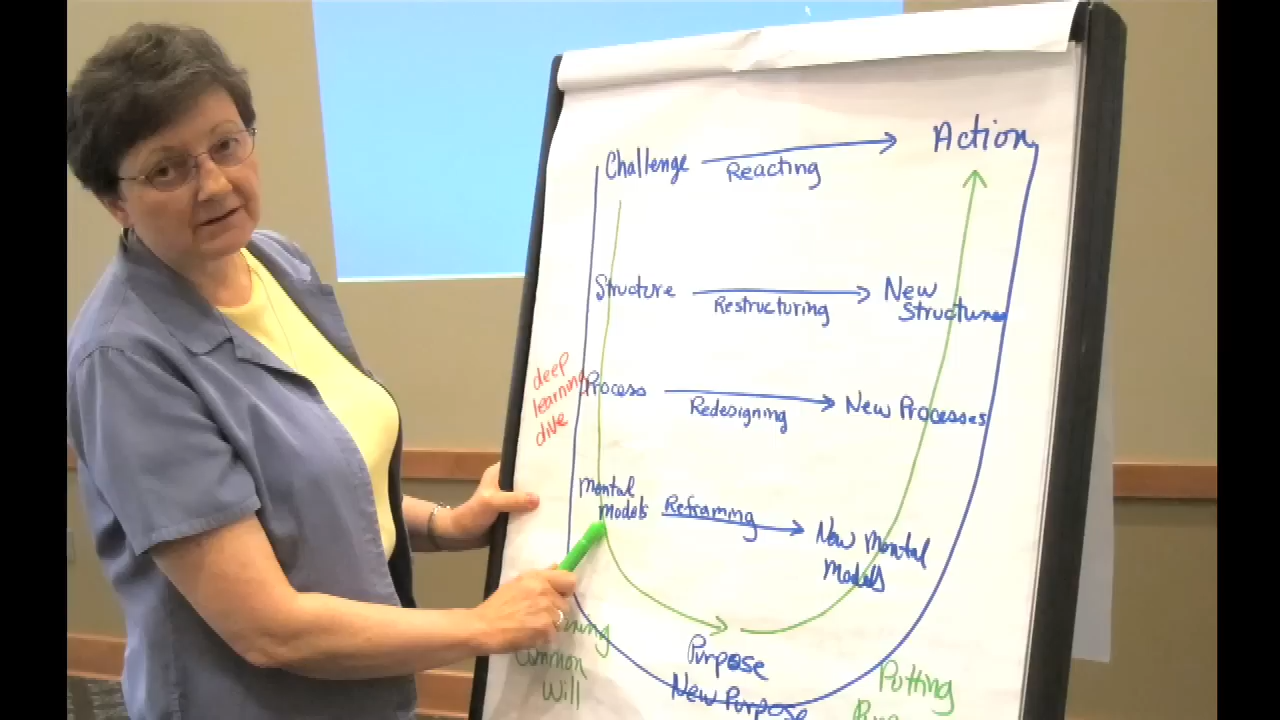 Challenge
Reacting
Action
Structure
Restructuring
New
Structures
deep
learning
dive
Process
Redesigning
New Processes
Mental
Models
Reframing
New Mental
Models
Purpose
New Purpose
Common
Will
Putting